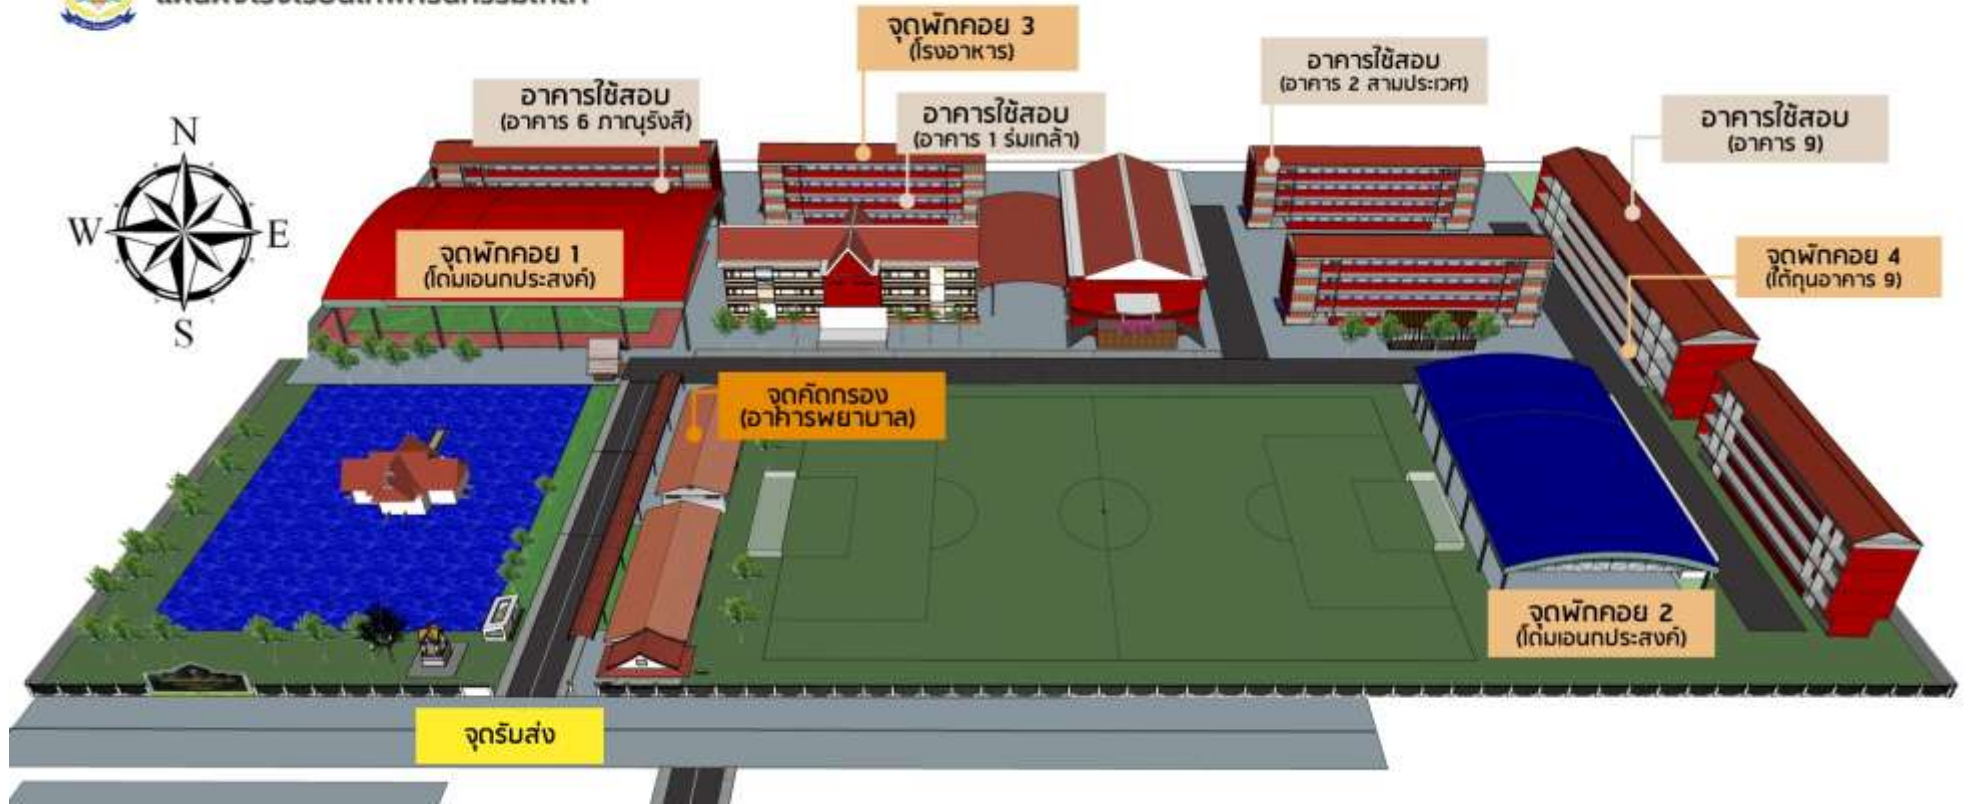 จุดพักคอย 3
(โรงอาหาร)
อาคารใช้สอบ
(อาคาร 2 สามประเวศ)
อาคารใช้สอบ
(อาคาร 6 ภาณุรังสี)
อาคารใช้สอบ
(อาคาร 1 ร่มเกล้า)
อาคารใช้สอบ
(อาคาร 9)
N
W
E
S
จุดพักคอย 1
(โดมเอนกประสงค์)
จุดพักคอย 4
(ใต้ถุนอาคาร 9)
จุดคัดกรอง
(อาคารพยาบาล)
จุดพักคอย 2
(โดมเอนกประสงค์)
จุดรับส่ง